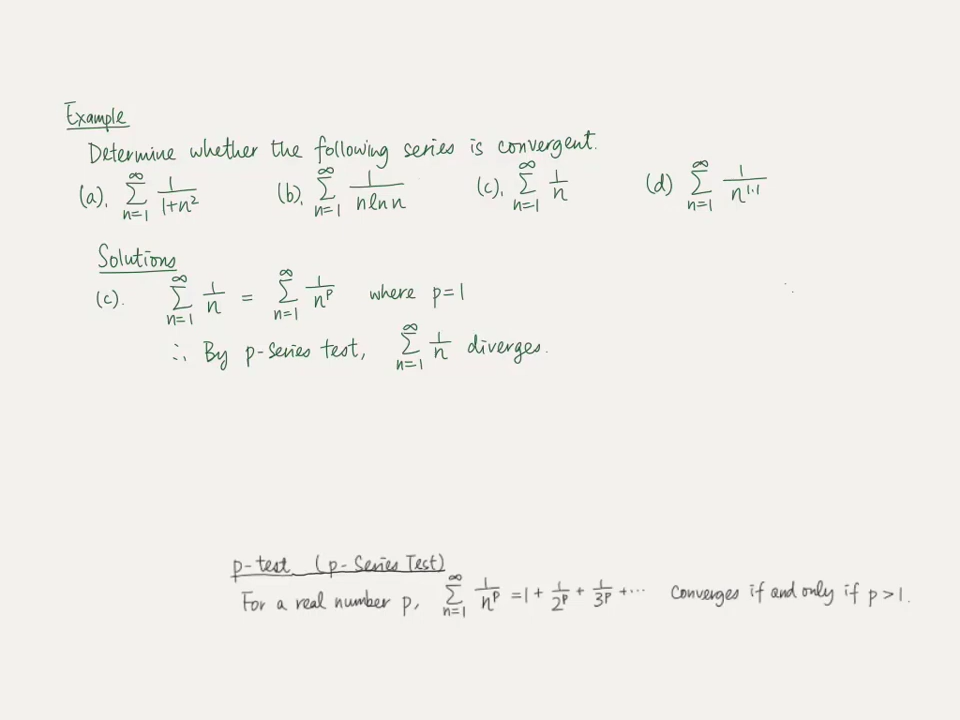 Example
Determine whether the following series is convergent.
(a). ∑_{n=1}^{∞} 1/(1+n²) (b). ∑_{n=1}^{∞} 1/(n ln n) (c). ∑_{n=1}^{∞} 1/n (d) ∑_{n=1}^{∞} 1/n^{1.1}
Solutions
(c). ∑_{n=1}^{∞} 1/n = ∑_{n=1}^{∞} 1/n^p where p=1
∴ By p-series test, ∑_{n=1}^{∞} 1/n diverges.
p-test (p-Series Test)
For a real number p, ∑_{n=1}^{∞} 1/n^p = 1 + 1/2^p + 1/3^p + ⋯ Converges if and only if p > 1.